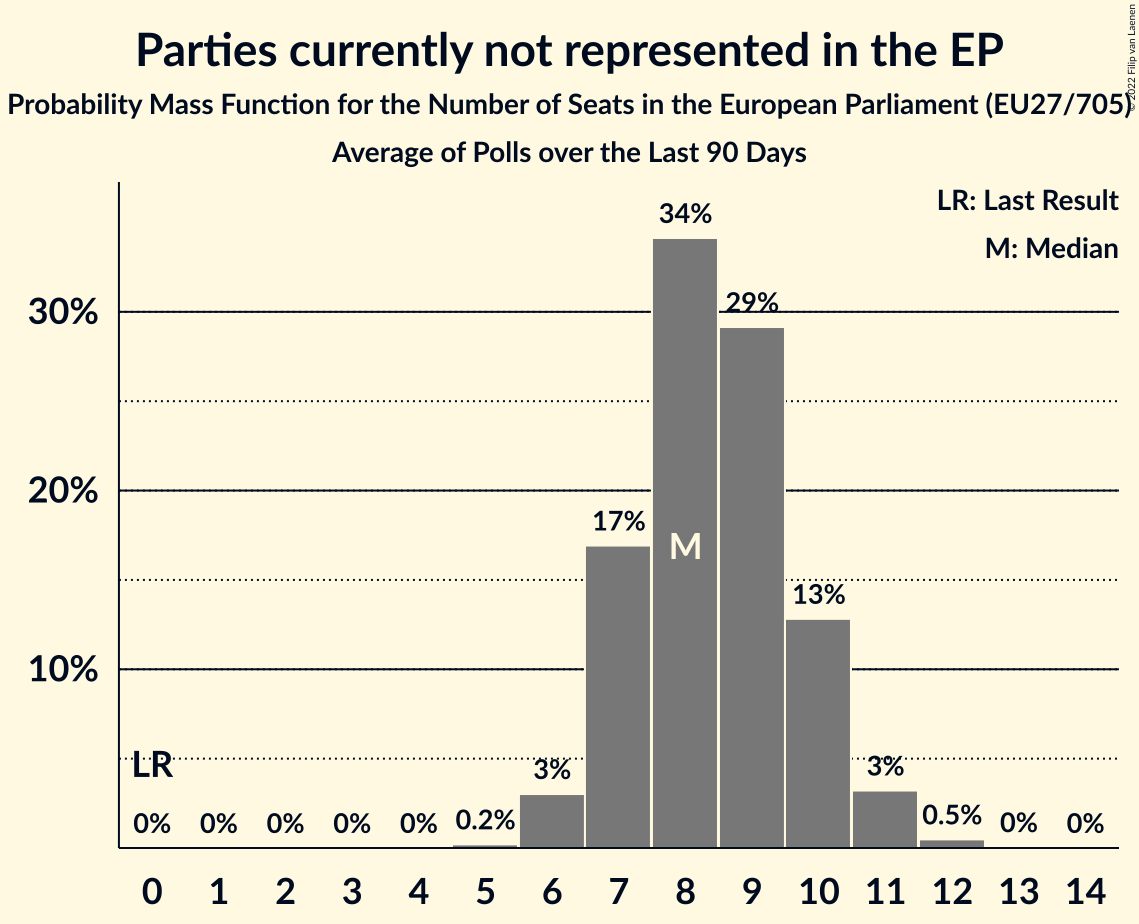 Parties currently not represented in the EP
Probability Mass Function for the Number of Seats in the European Parliament (EU27/705)
Average of Polls over the Last 90 Days
© 2022 Filip van Laenen
LR: Last Result
M: Median
34%
30%
29%
20%
17%
M
13%
10%
LR
3%
3%
0%
0%
0%
0%
0%
0.2%
0.5%
0%
0%
0 1 2 3 4 5 6 7 8 9 10 11 12 13 14